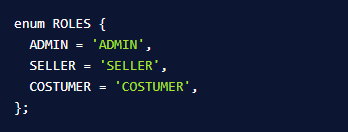 enum ROLES {
  ADMIN = 'ADMIN',
  SELLER = 'SELLER',
  COSTUMER = 'COSTUMER',
};